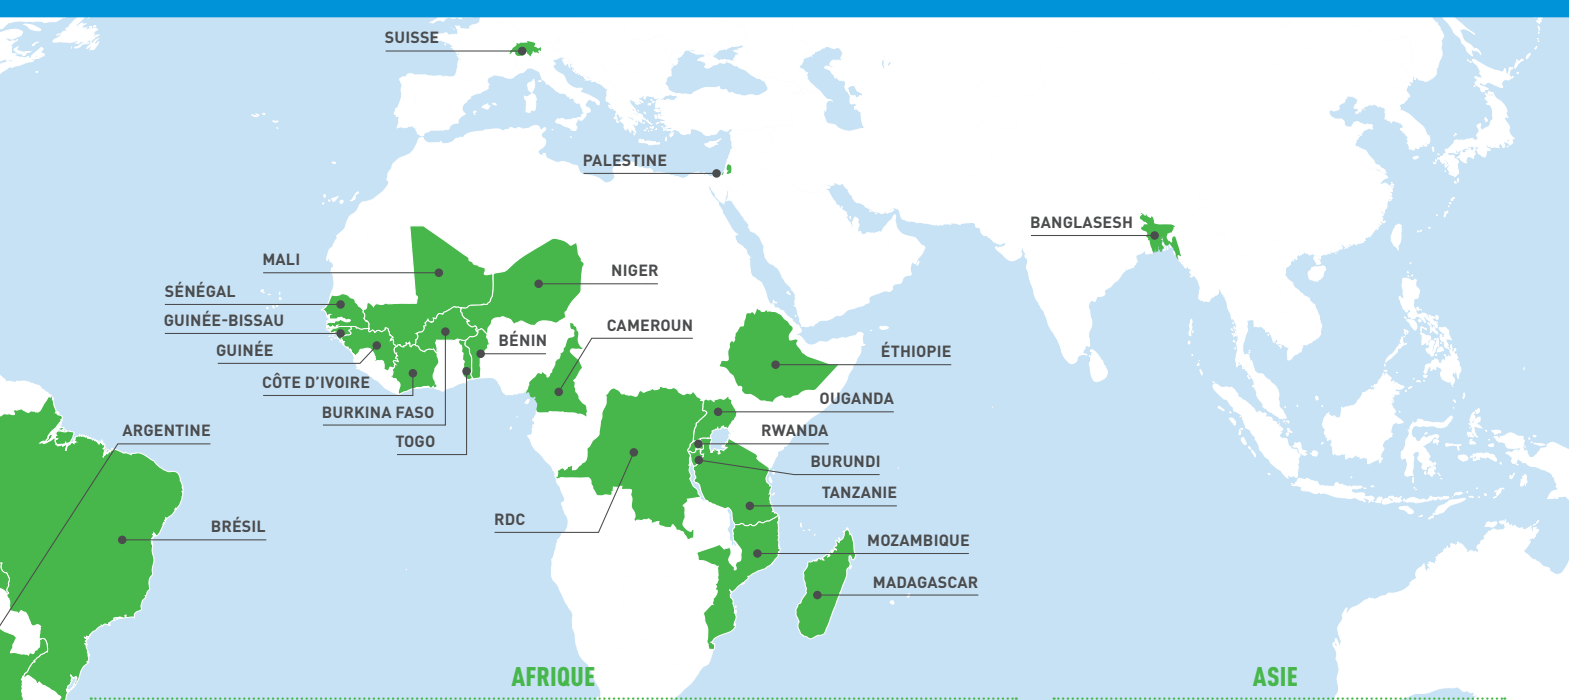 SUISSE
PALESTINE
BANGLASESH
MALI
NIGER
SÉNÉGAL
GUINÉE-BISSAU
CAMEROUN
BÉNIN
GUINÉE
ÉTHIOPIE
CÔTE D'IVOIRE
OUGANDA
BURKINA FASO
ARGENTINE
RWANDA
TOGO
BURUNDI
TANZANIE
RDC
BRÉSIL
MOZAMBIQUE
MADAGASCAR
AFRIQUE
ASIE